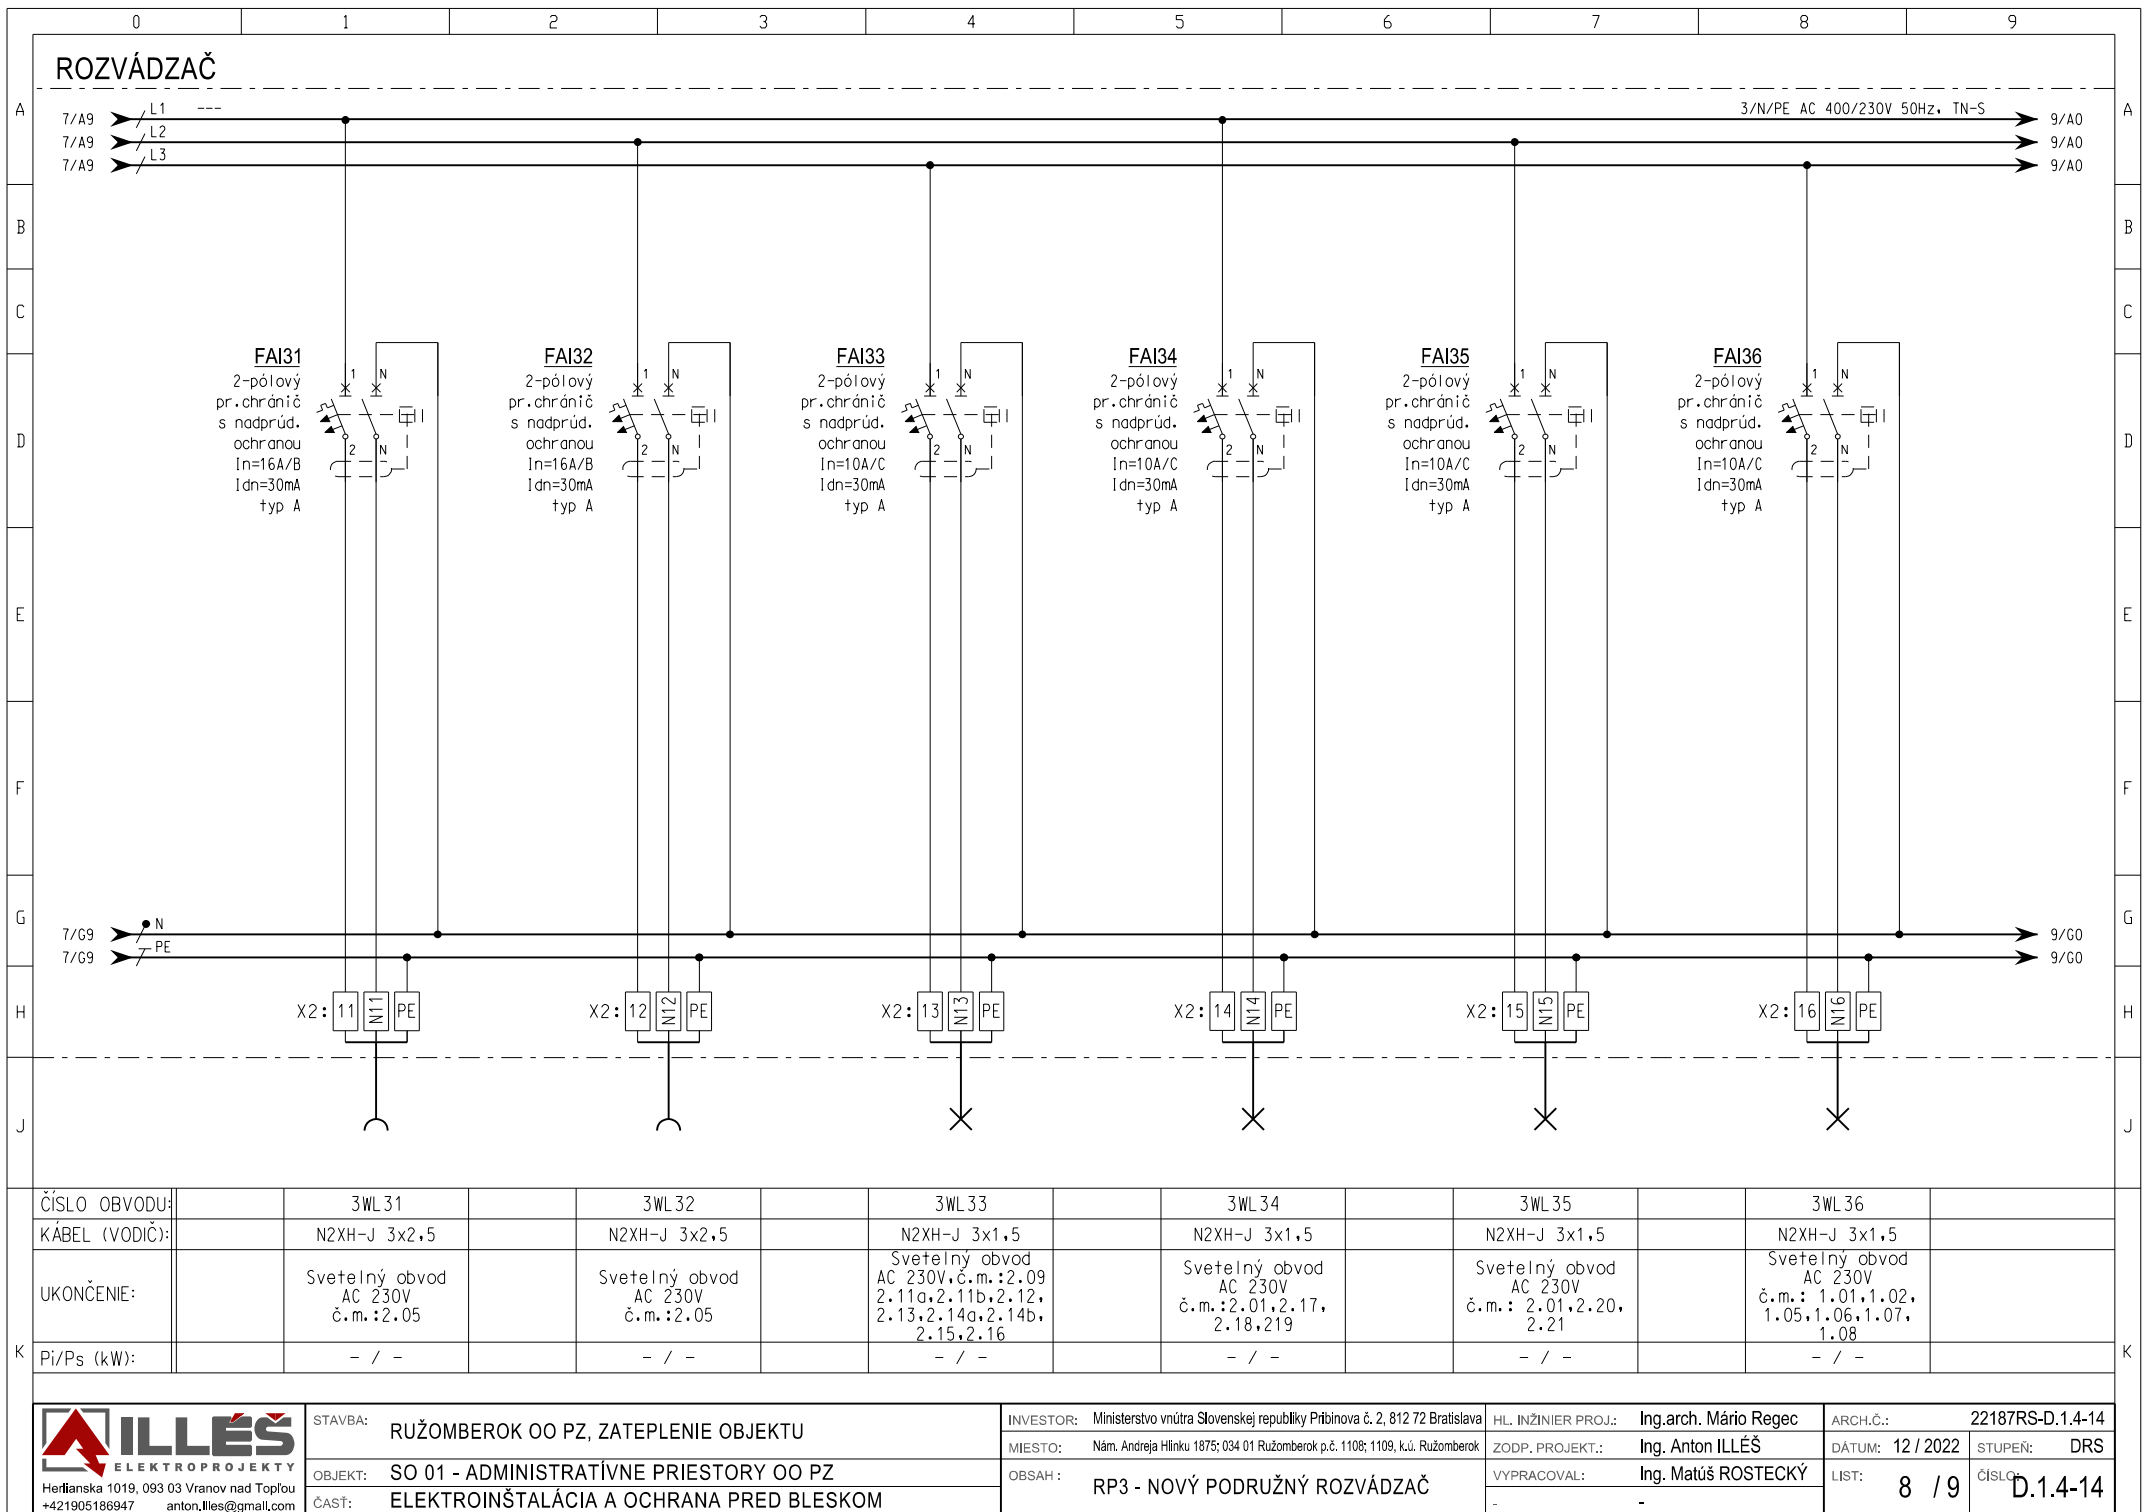 0 1 2 3 4 5 6 7 8 9
ROZVÁDZAČ
A A
7/A9 L1 --- 3/N/PE AC 400/230V 50Hz, TN-S 9/A0
7/A9 L2 9/A0
7/A9 L3 9/A0
B B
C C
FAI31
2-pólový
pr.chránič
s nadprúd.
ochranou
In=16A/B
Idn=30mA
typ A
1 N
2 N
FAI32
2-pólový
pr.chránič
s nadprúd.
ochranou
In=16A/B
Idn=30mA
typ A
1 N
2 N
FAI33
2-pólový
pr.chránič
s nadprúd.
ochranou
In=10A/C
Idn=30mA
typ A
1 N
2 N
FAI34
2-pólový
pr.chránič
s nadprúd.
ochranou
In=10A/C
Idn=30mA
typ A
1 N
2 N
FAI35
2-pólový
pr.chránič
s nadprúd.
ochranou
In=10A/C
Idn=30mA
typ A
1 N
2 N
FAI36
2-pólový
pr.chránič
s nadprúd.
ochranou
In=10A/C
Idn=30mA
typ A
1 N
2 N
D D
E E
F F
G G
7/G9 N 9/G0
7/G9 PE 9/G0
H H
X2: 11 N11 PE X2: 12 N12 PE X2: 13 N13 PE X2: 14 N14 PE X2: 15 N15 PE X2: 16 N16 PE
J J
ČÍSLO OBVODU: 3WL31 3WL32 3WL33 3WL34 3WL35 3WL36
KÁBEL (VODIČ): N2XH-J 3x2,5 N2XH-J 3x2,5 N2XH-J 3x1,5 N2XH-J 3x1,5 N2XH-J 3x1,5 N2XH-J 3x1,5
UKONČENIE:
Svetelný obvod
AC 230V
č.m.:2.05
Svetelný obvod
AC 230V
č.m.:2.05
Svetelný obvod
AC 230V,č.m.:2.09
2.11a,2.11b,2.12,
2.13,2.14a,2.14b,
2.15,2.16
Svetelný obvod
AC 230V
č.m.:2.01,2.17,
2.18,219
Svetelný obvod
AC 230V
č.m.: 2.01,2.20,
2.21
Svetelný obvod
AC 230V
č.m.: 1.01,1.02,
1.05,1.06,1.07,
1.08
K K
Pi/Ps (kW): - / - - / - - / - - / - - / - - / -
ILLÉŠ
ELEKTROPROJEKTY
Herlianska 1019, 093 03 Vranov nad Topľou
+421905186947 anton.illes@gmail.com
STAVBA: RUŽOMBEROK OO PZ, ZATEPLENIE OBJEKTU
OBJEKT: SO 01 - ADMINISTRATÍVNE PRIESTORY OO PZ
ČASŤ: ELEKTROINŠTALÁCIA A OCHRANA PRED BLESKOM
INVESTOR: Ministerstvo vnútra Slovenskej republiky Pribinova č. 2, 812 72 Bratislava
MIESTO: Nám. Andreja Hlinku 1875; 034 01 Ružomberok p.č. 1108; 1109, k.ú. Ružomberok
OBSAH : RP3 - NOVÝ PODRUŽNÝ ROZVÁDZAČ
HL. INŽINIER PROJ.: Ing.arch. Mário Regec
ZODP. PROJEKT.: Ing. Anton ILLÉŠ
VYPRACOVAL: Ing. Matúš ROSTECKÝ
- -
ARCH.Č.: 22187RS-D.1.4-14
DÁTUM: 12 / 2022 STUPEŇ: DRS
LIST: 8 / 9 ČÍSLO: D.1.4-14